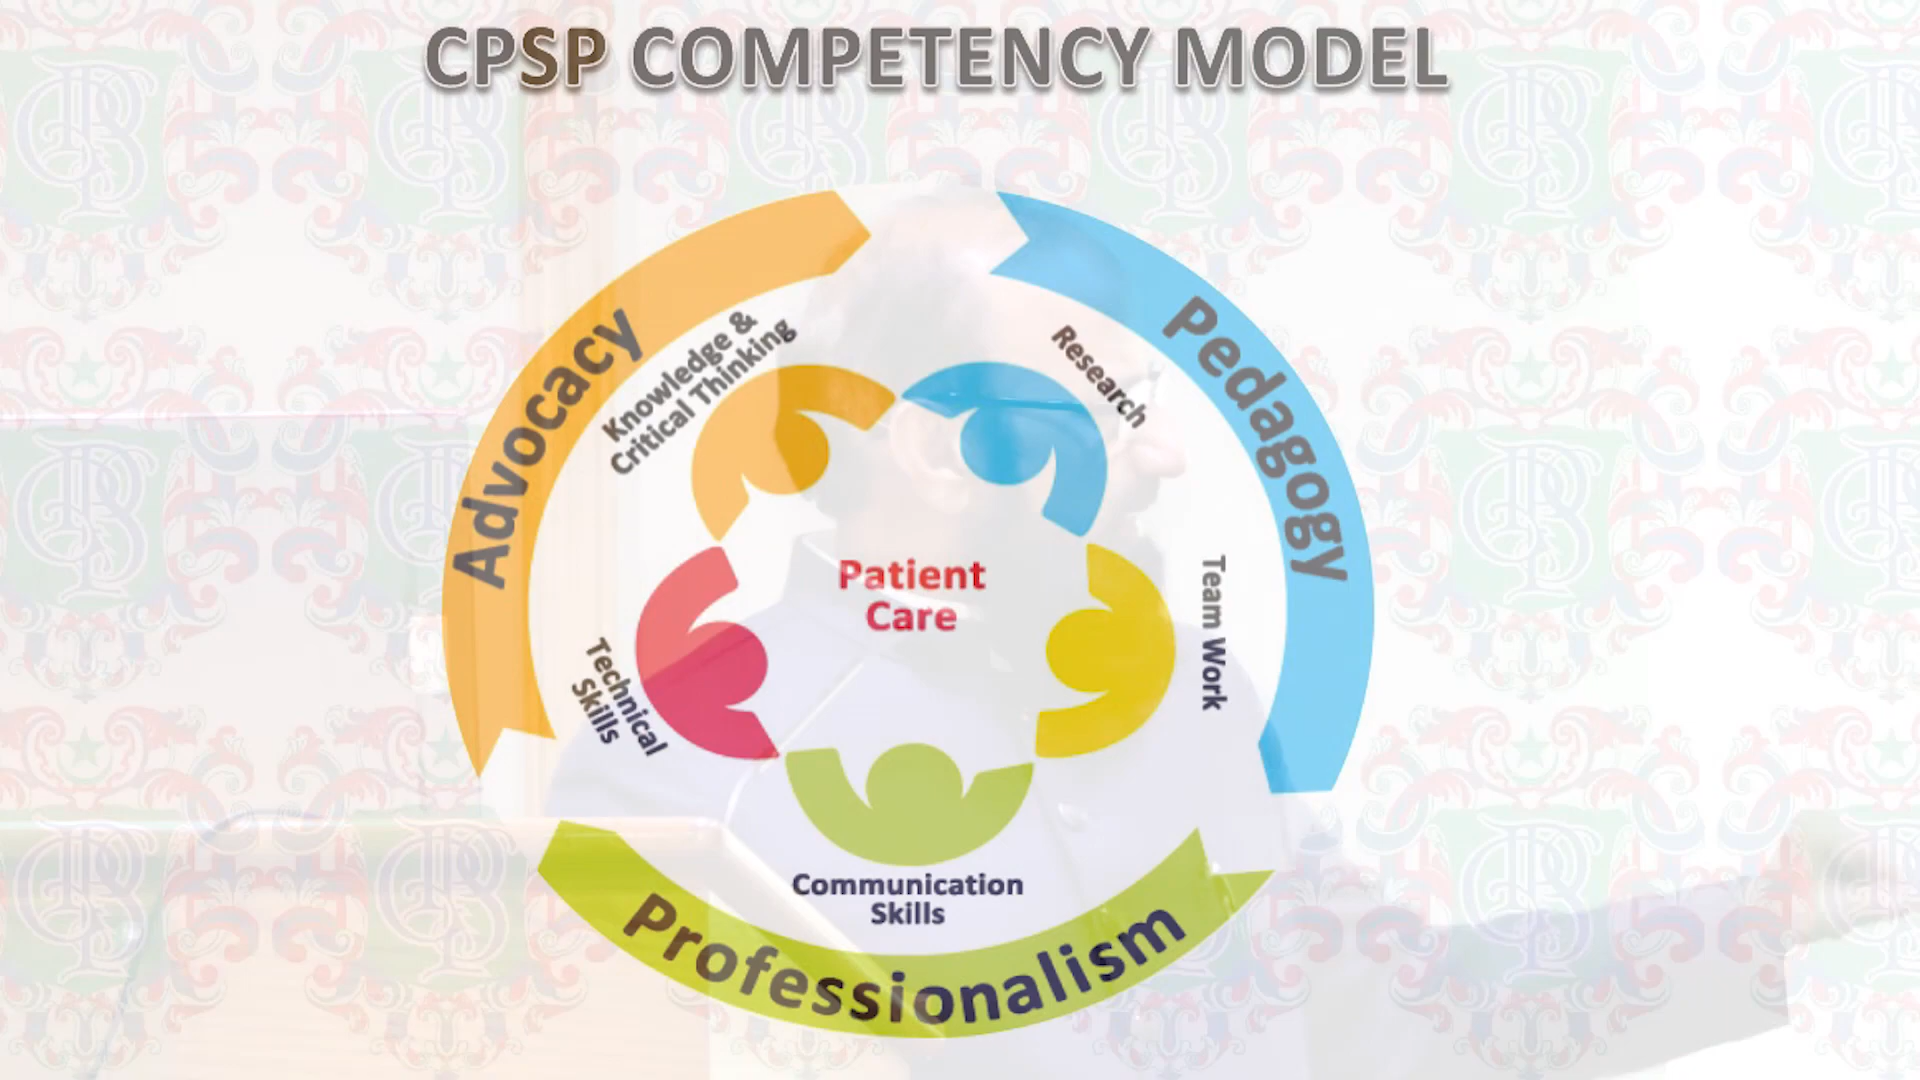 CPSP COMPETENCY MODEL
Advocacy
Pedagogy
Knowledge &
Critical Thinking
Research
Patient
Care
Team Work
Technical
Skills
Communication
Skills
Professionalism